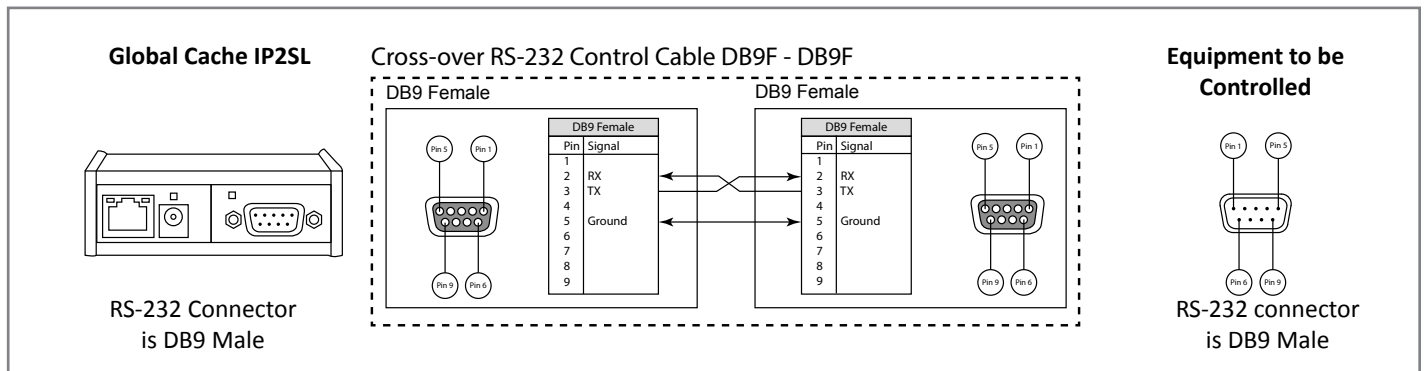 Global Cache IP2SL
Cross-over RS-232 Control Cable DB9F - DB9F
Equipment to be
Controlled
DB9 Female
DB9 Female
Pin 5
Pin 1
DB9 Female
Pin Signal
1
2 RX
3 TX
4
5 Ground
6
7
8
9
Pin 9
Pin 6
DB9 Female
Pin Signal
1
2 RX
3 TX
4
5 Ground
6
7
8
9
Pin 5
Pin 1
Pin 9
Pin 6
Pin 1
Pin 5
Pin 6
Pin 9
RS-232 Connector
is DB9 Male
RS-232 connector
is DB9 Male